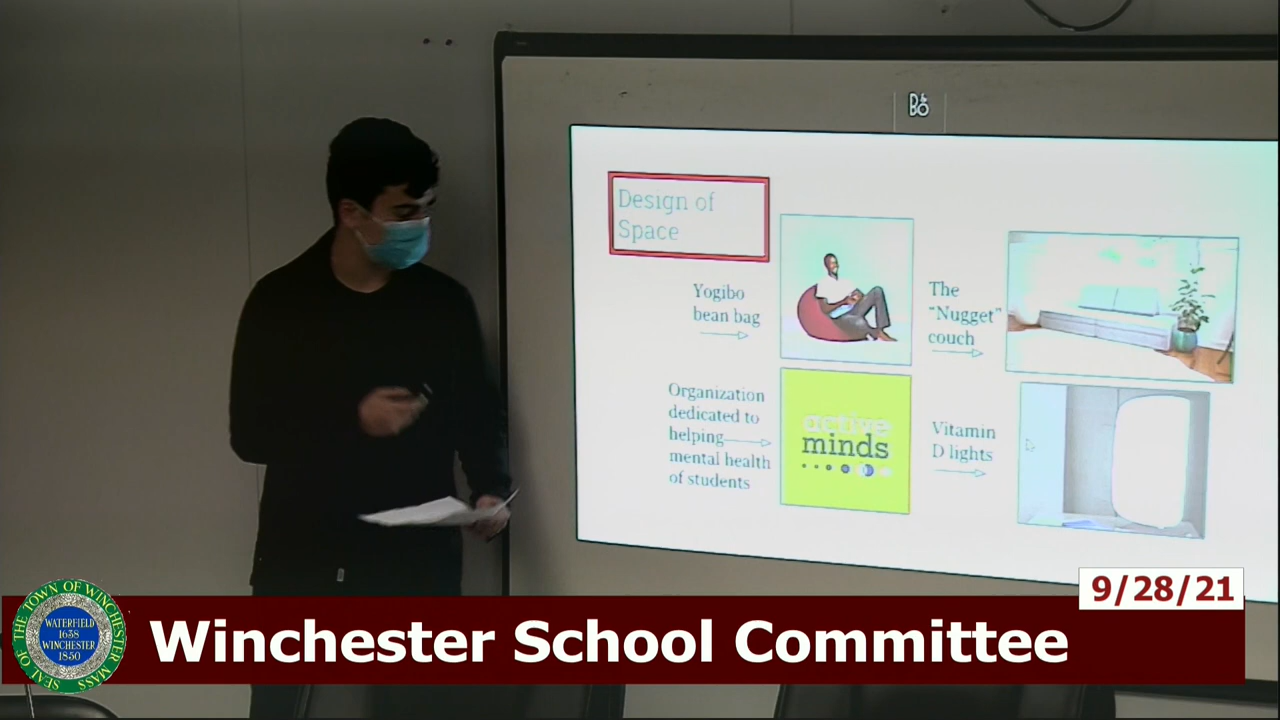 Design of
Space
Yogibo
bean bag
The
“Nugget”
couch
Organization
dedicated to
helping
mental health
of students
active
minds
Vitamin
D lights
9/28/21
Winchester School Committee
SEAL OF THE TOWN OF WINCHESTER MASS
WATERFIELD
1638
WINCHESTER
1850